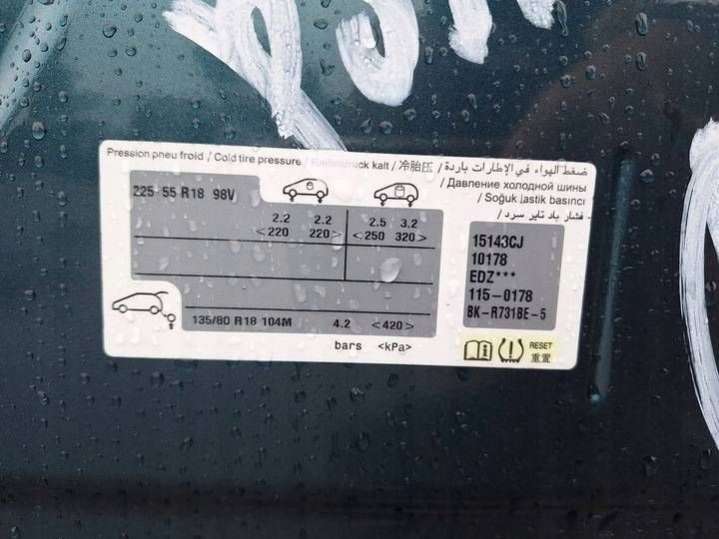 Pression pneu froid / Cold tire pressure / kalt / 冷胎压 / ضغط الهواء في الإطارات باردة
/ Давление холодной шины
/ Soğuk lastik basıncı
/ فشار باد تایر سرد
225 55 R18 98V
2.2 2.2 2.5 3.2
<220 220> <250 320>
135/80 R18 104M 4.2 <420>
bars <kPa>
15143CJ
10178
EDZ***
115-0178
BK-R731BE-5
RESET
重置